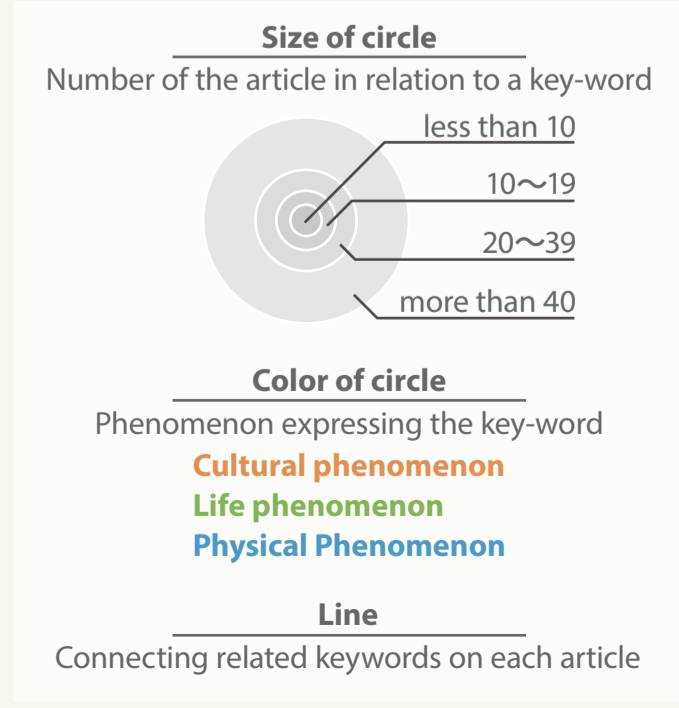 Size of circle
Number of the article in relation to a key-word
less than 10
10〜19
20〜39
more than 40
Color of circle
Phenomenon expressing the key-word
Cultural phenomenon
Life phenomenon
Physical Phenomenon
Line
Connecting related keywords on each article